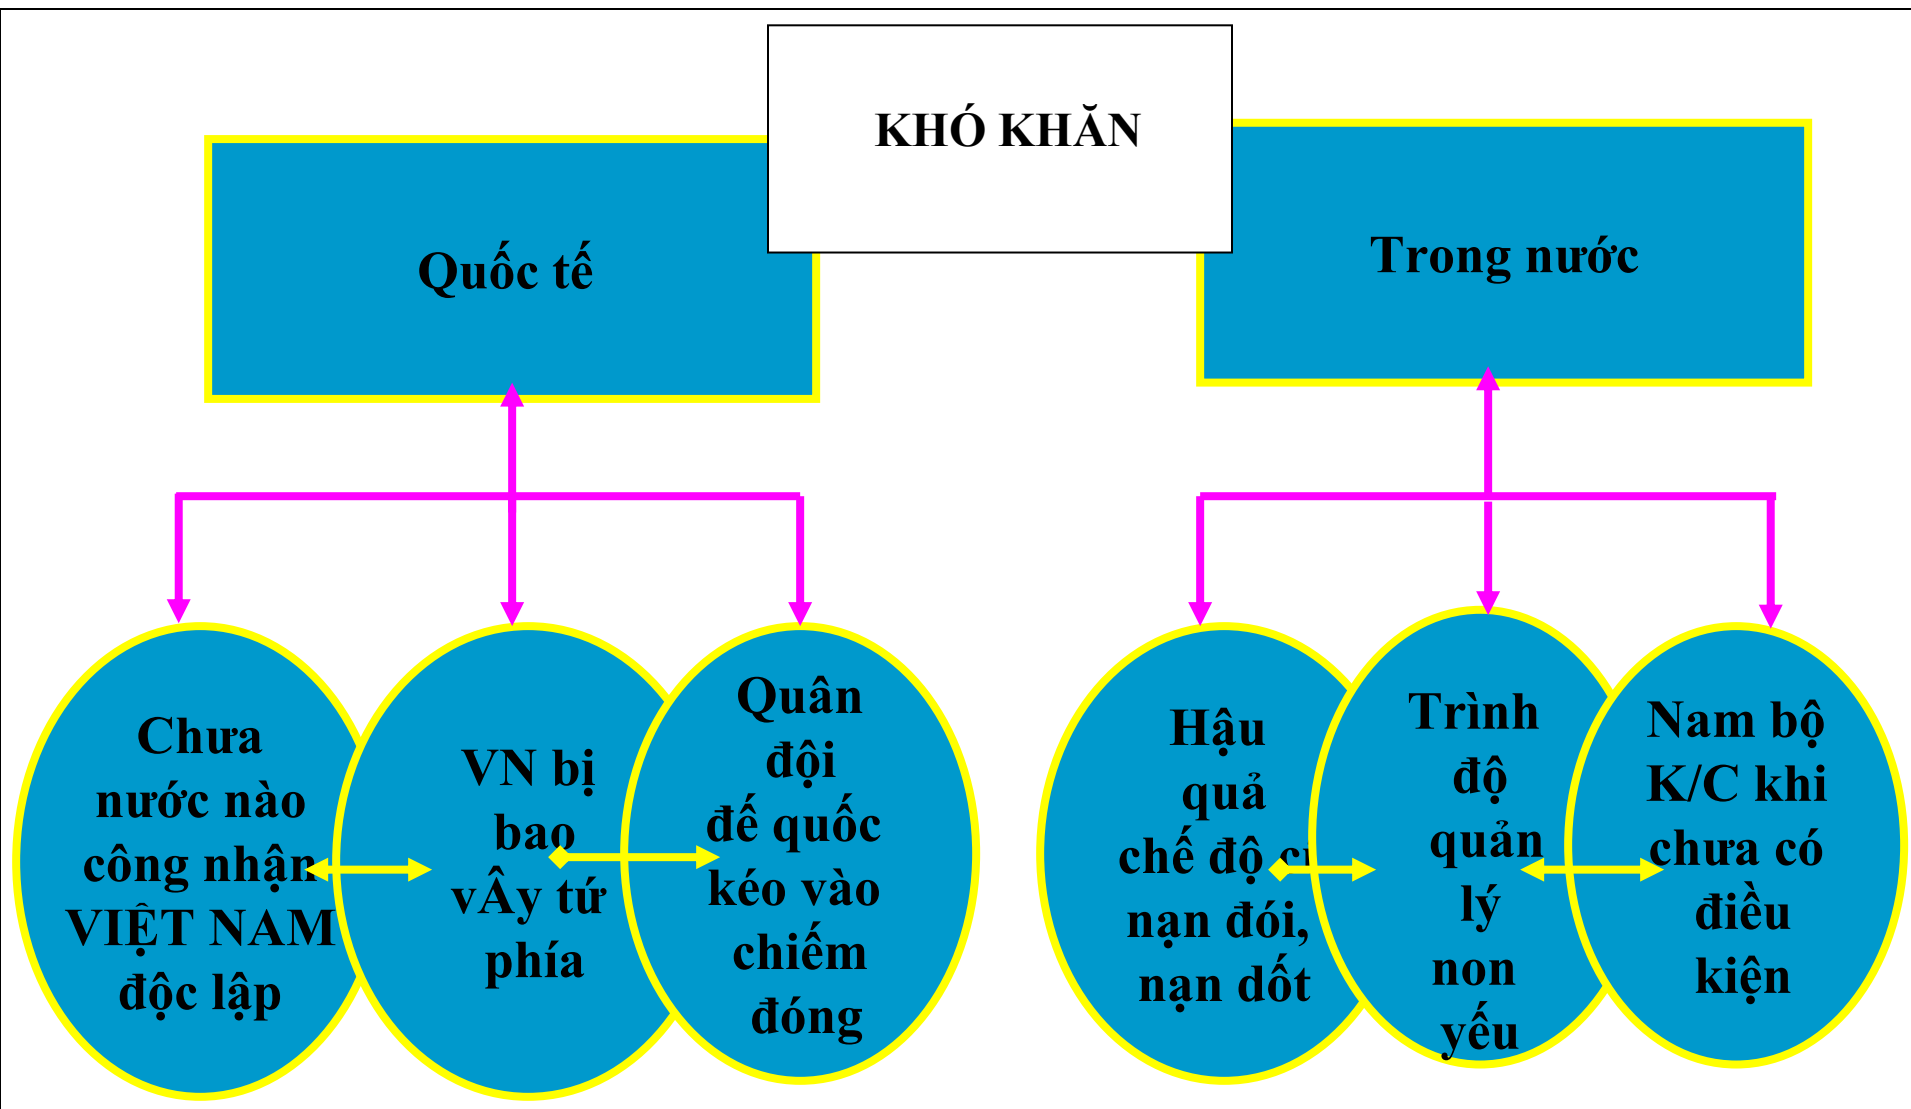 KHÓ KHĂN
Quốc tế
Trong nước
Chưa
nước nào
công nhận
VIỆT NAM
độc lập
VN bị
bao
vÂy tứ
phía
Quân
đội
đế quốc
kéo vào
chiếm
đóng
Hậu
quả
chế độ
nạn đói,
nạn dốt
Trình
độ
quản
lý
non
yếu
Nam bộ
K/C khi
chưa có
điều
kiện